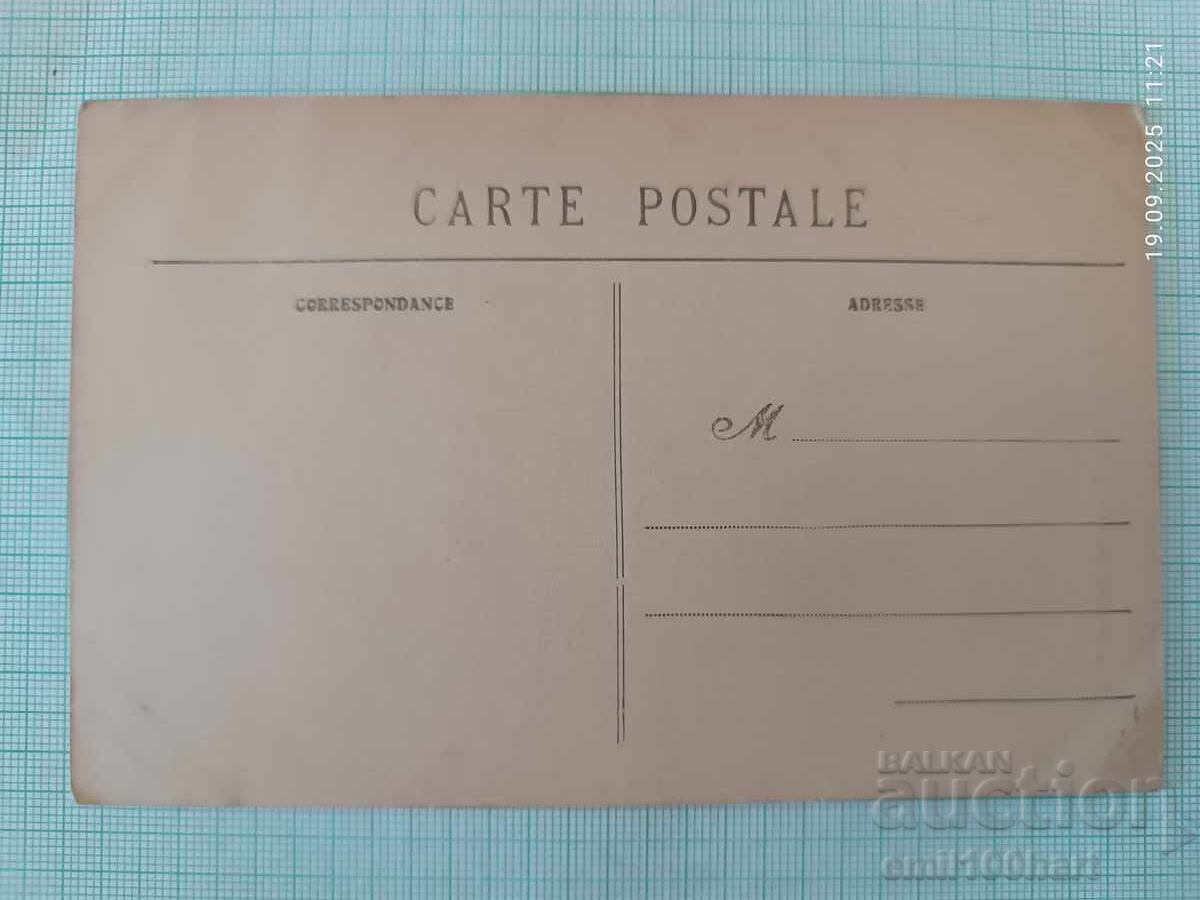 CARTE POSTALE
CORRESPONDANCE
ADRESSE
M
19.09.2025 11:21
BALKAN
auction
emil100hart